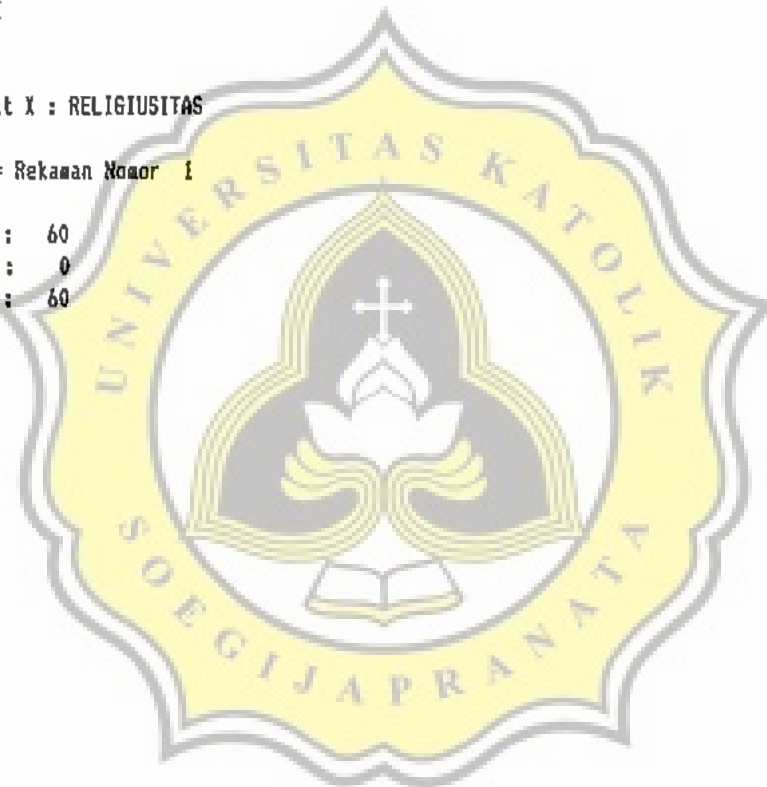 t X : RELIGIUSITAS
= Rekaman Nomor 1
: 60
: 0
: 60
UNIVERSITAS KATOLIK
SOEGIJAPRANATA